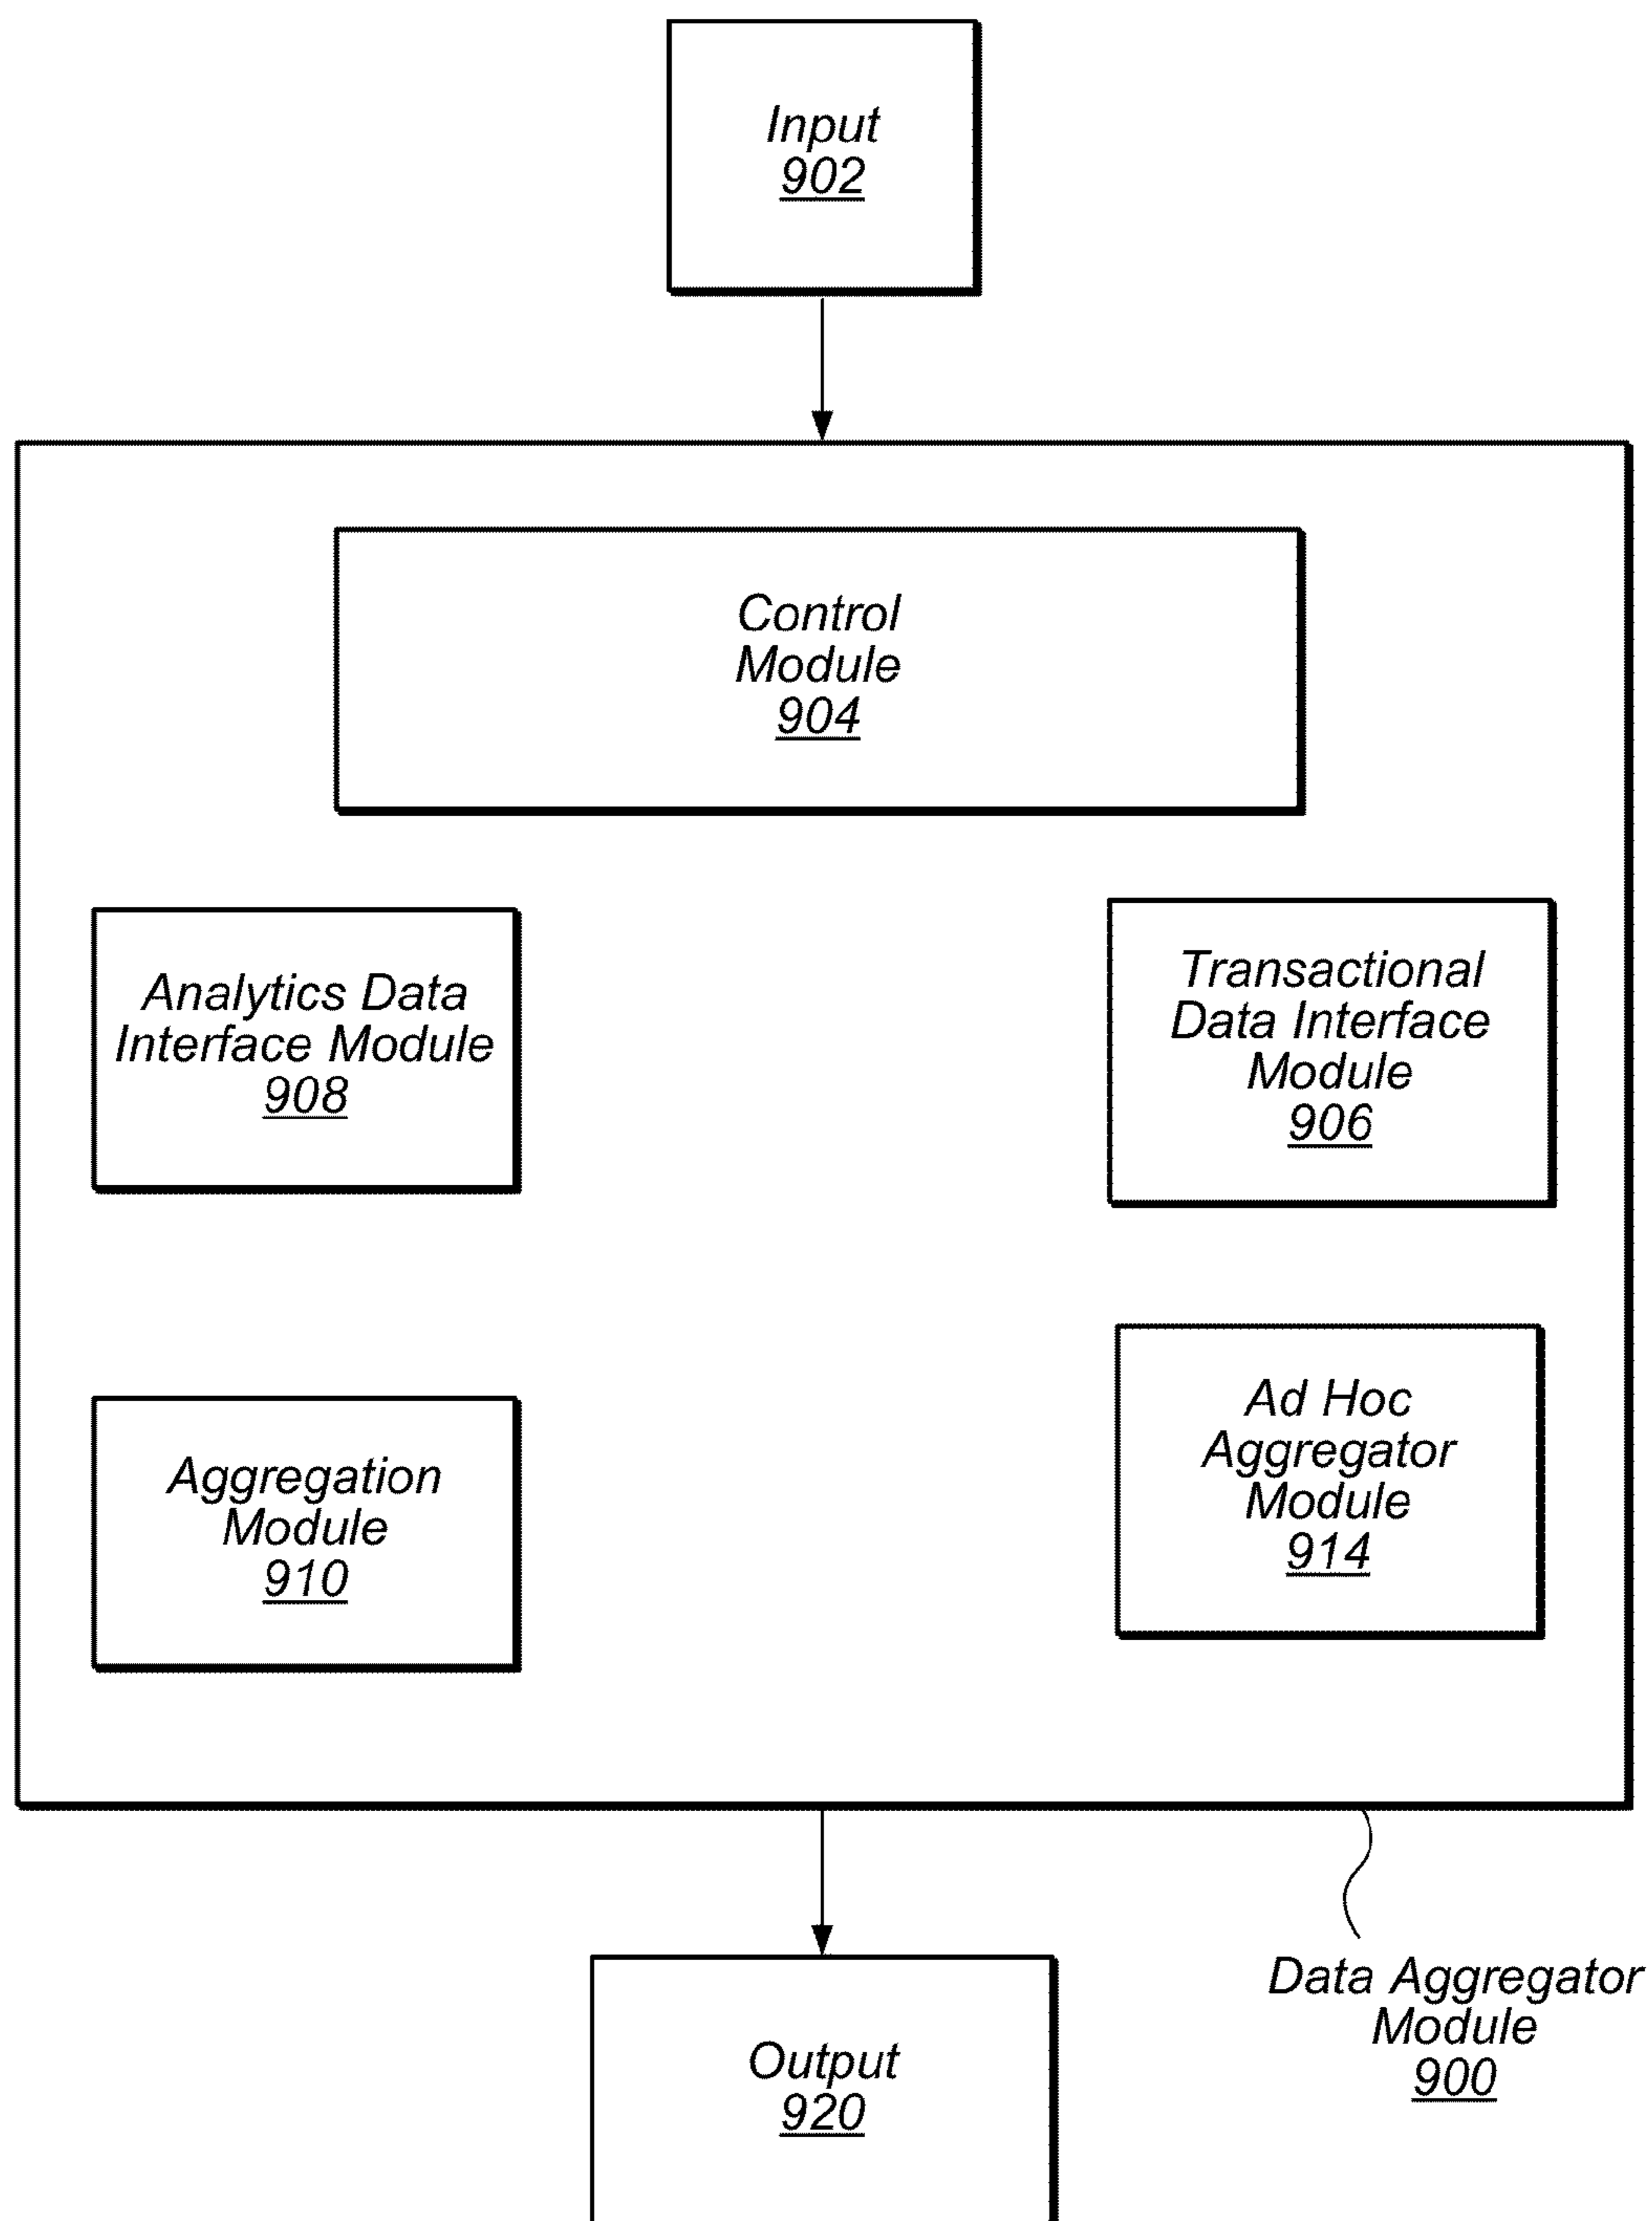 Input
902
Control
Module
904
Analytics Data
Interface Module
908
Transactional
Data Interface
Module
906
Aggregation
Module
910
Ad Hoc
Aggregator
Module
914
Data Aggregator
Module
900
Output
920